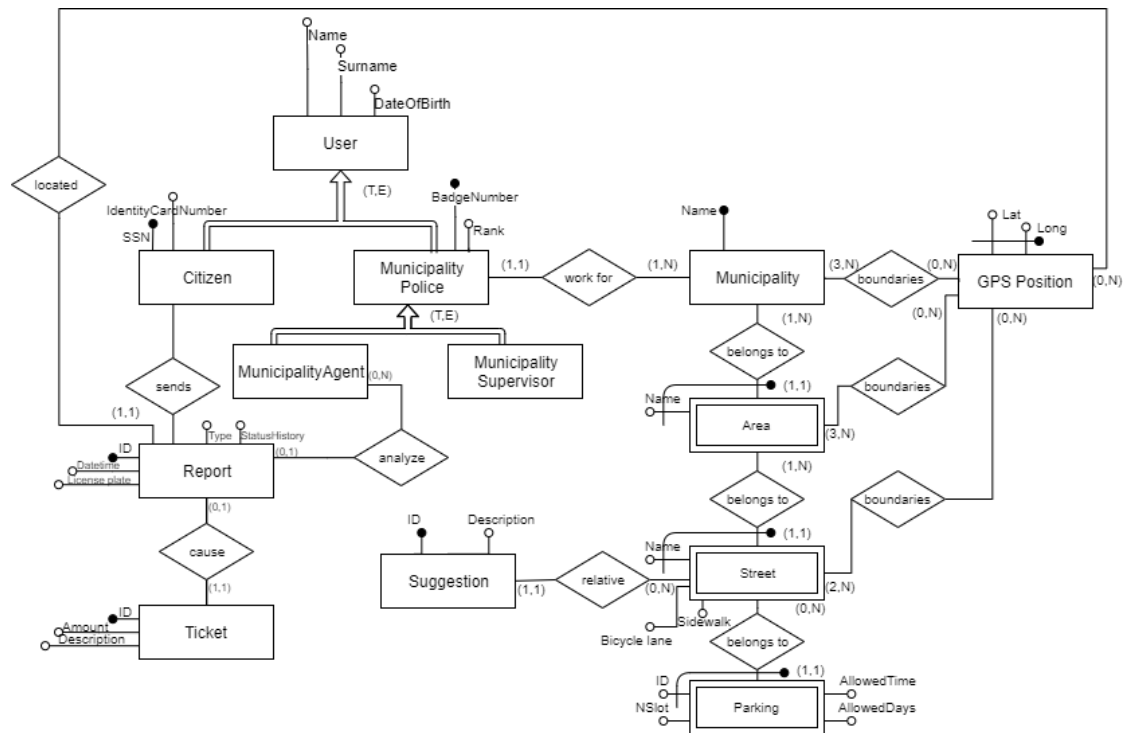 Name
Surname
DateOfBirth
User
located
(T,E)
BadgeNumber
IdentityCardNumber
SSN
Rank
Name
Lat
Long
Citizen
Municipality
Police
(1,1)
work for
(1,N)
Municipality
(3,N)
boundaries
(0,N)
GPS Position
(0,N)
(T,E)
(1,N)
(0,N)
(0,N)
MunicipalityAgent
(0,N)
Municipality
Supervisor
belongs to
sends
(1,1)
boundaries
Name
(1,1)
Area
(3,N)
ID
Type
StatusHistory
Datetime
License plate
Report
(0,1)
analyze
(1,N)
belongs to
boundaries
(0,1)
cause
ID
Description
Name
(1,1)
Suggestion
(1,1)
relative
(0,N)
Street
(2,N)
(1,1)
(0,N)
ID
Amount
Description
Ticket
Bicycle lane
Sidewalk
belongs to
(1,1)
ID
NSlot
Parking
AllowedTime
AllowedDays